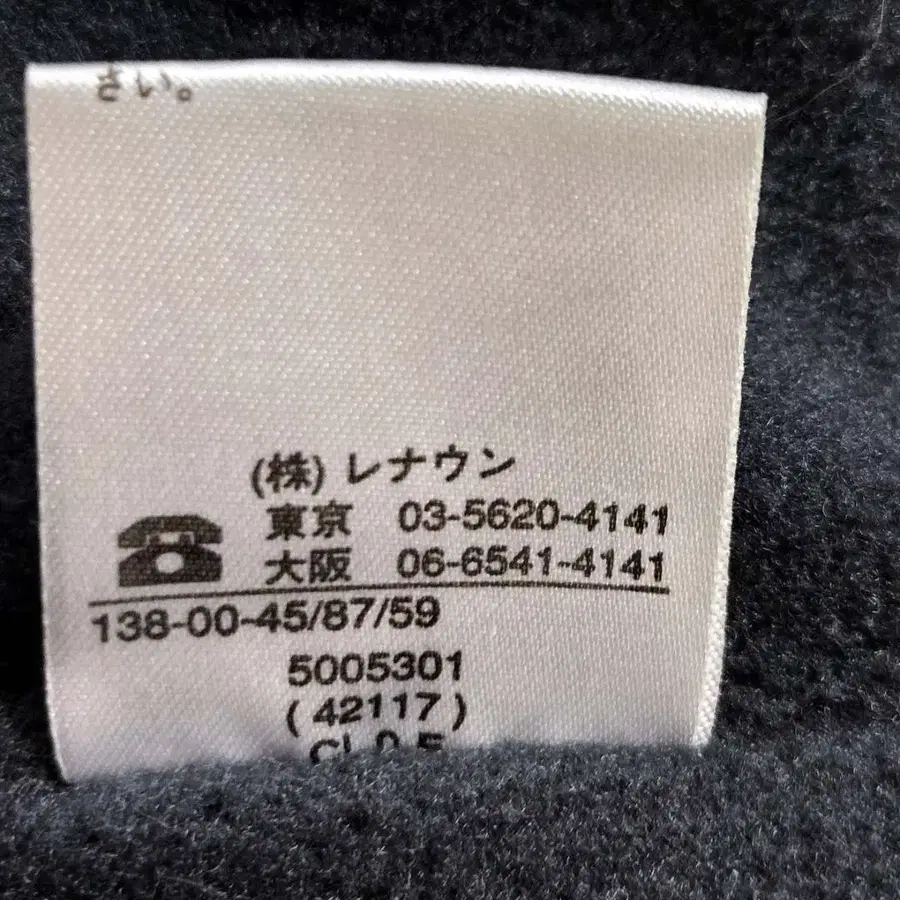 さい。
(株) レナウン
東京 03-5620-4141
大阪 06-6541-4141
138-00-45/87/59
5005301
(42117)